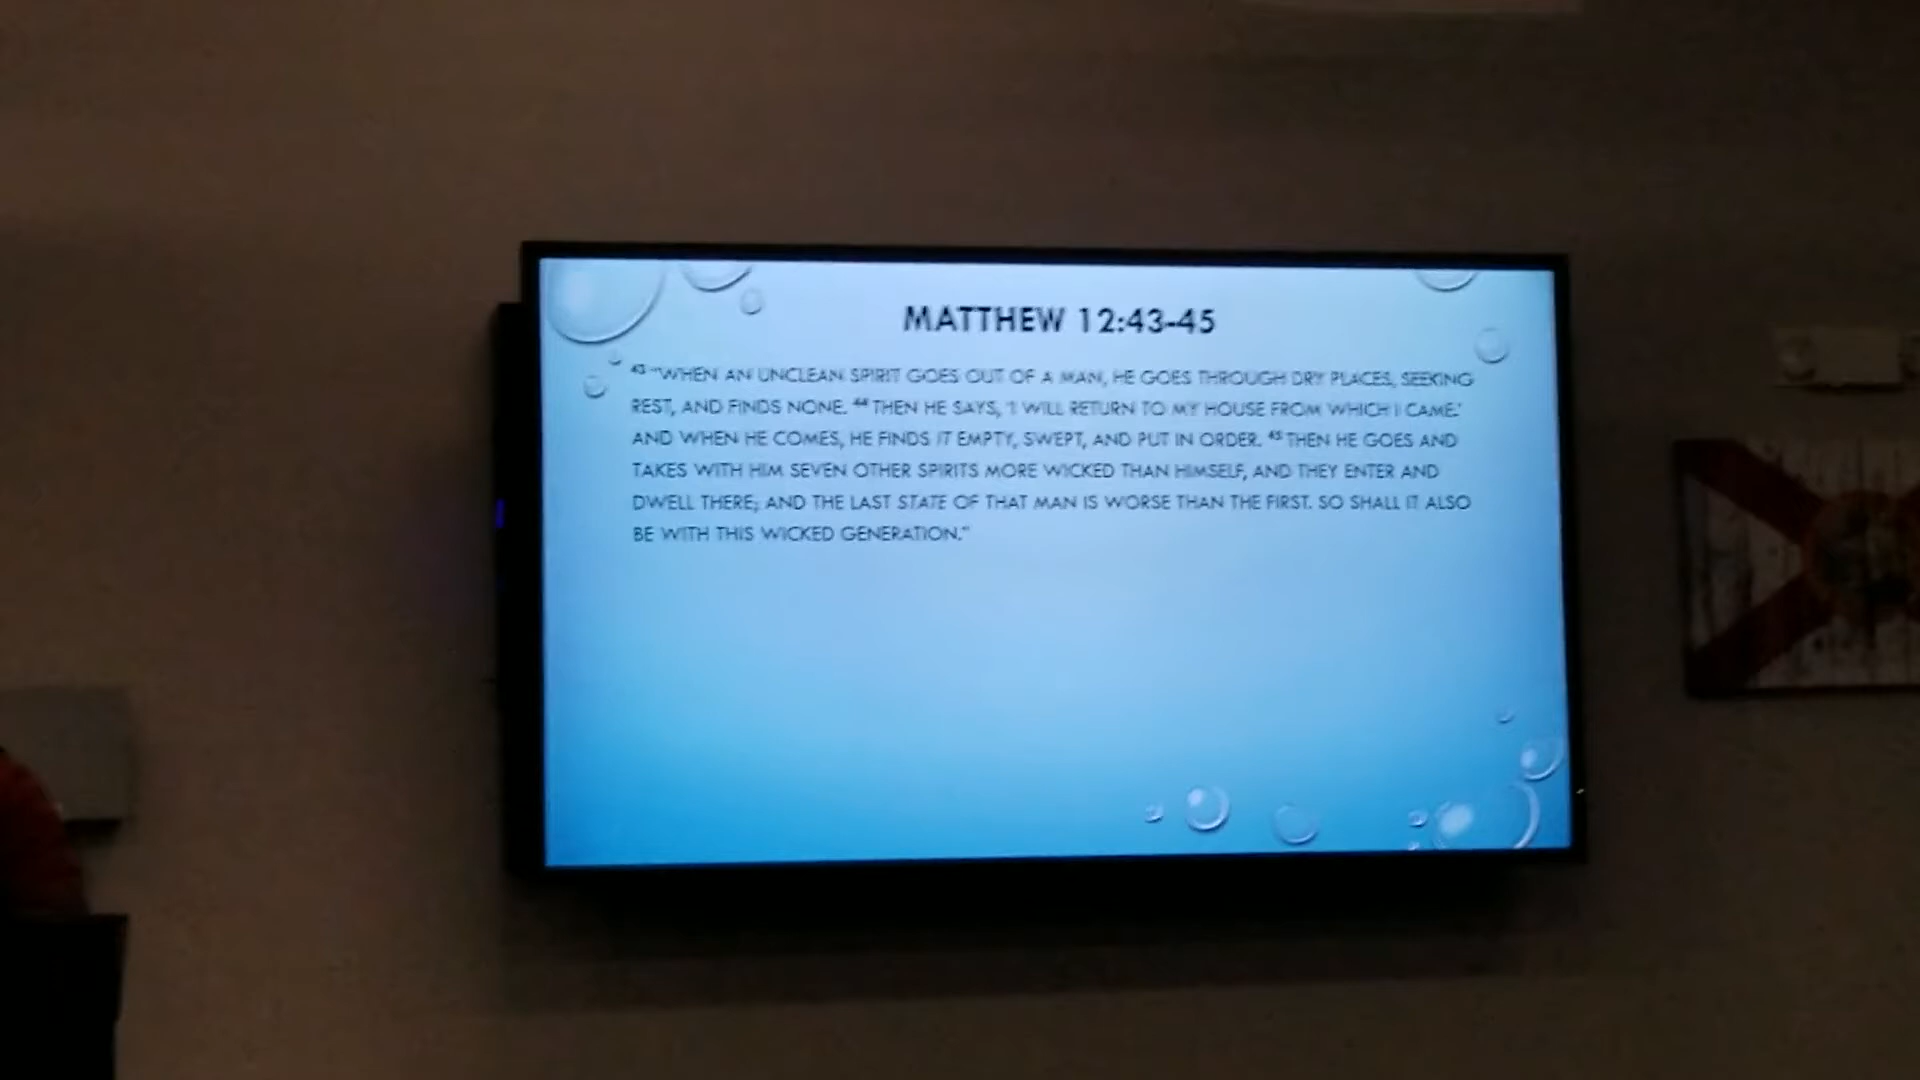 MATTHEW 12:43-45
43 "WHEN AN UNCLEAN SPIRIT GOES OUT OF A MAN, HE GOES THROUGH DRY PLACES, SEEKING
REST, AND FINDS NONE. 44 THEN HE SAYS, 'I WILL RETURN TO MY HOUSE FROM WHICH I CAME.'
AND WHEN HE COMES, HE FINDS IT EMPTY, SWEPT, AND PUT IN ORDER. 45 THEN HE GOES AND
TAKES WITH HIM SEVEN OTHER SPIRITS MORE WICKED THAN HIMSELF, AND THEY ENTER AND
DWELL THERE; AND THE LAST STATE OF THAT MAN IS WORSE THAN THE FIRST. SO SHALL IT ALSO
BE WITH THIS WICKED GENERATION."